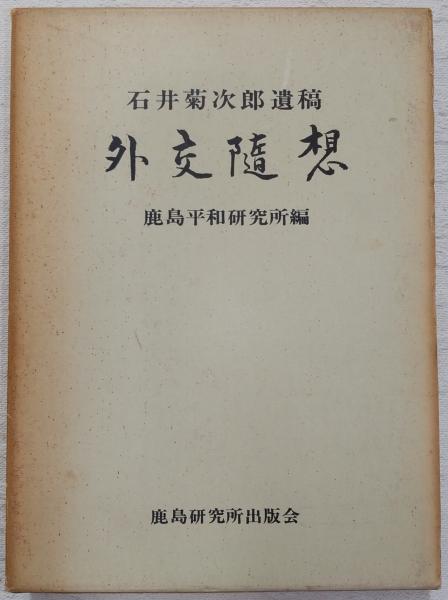 石井菊次郎遺稿
外交隨想
鹿島平和研究所編
鹿島研究所出版会